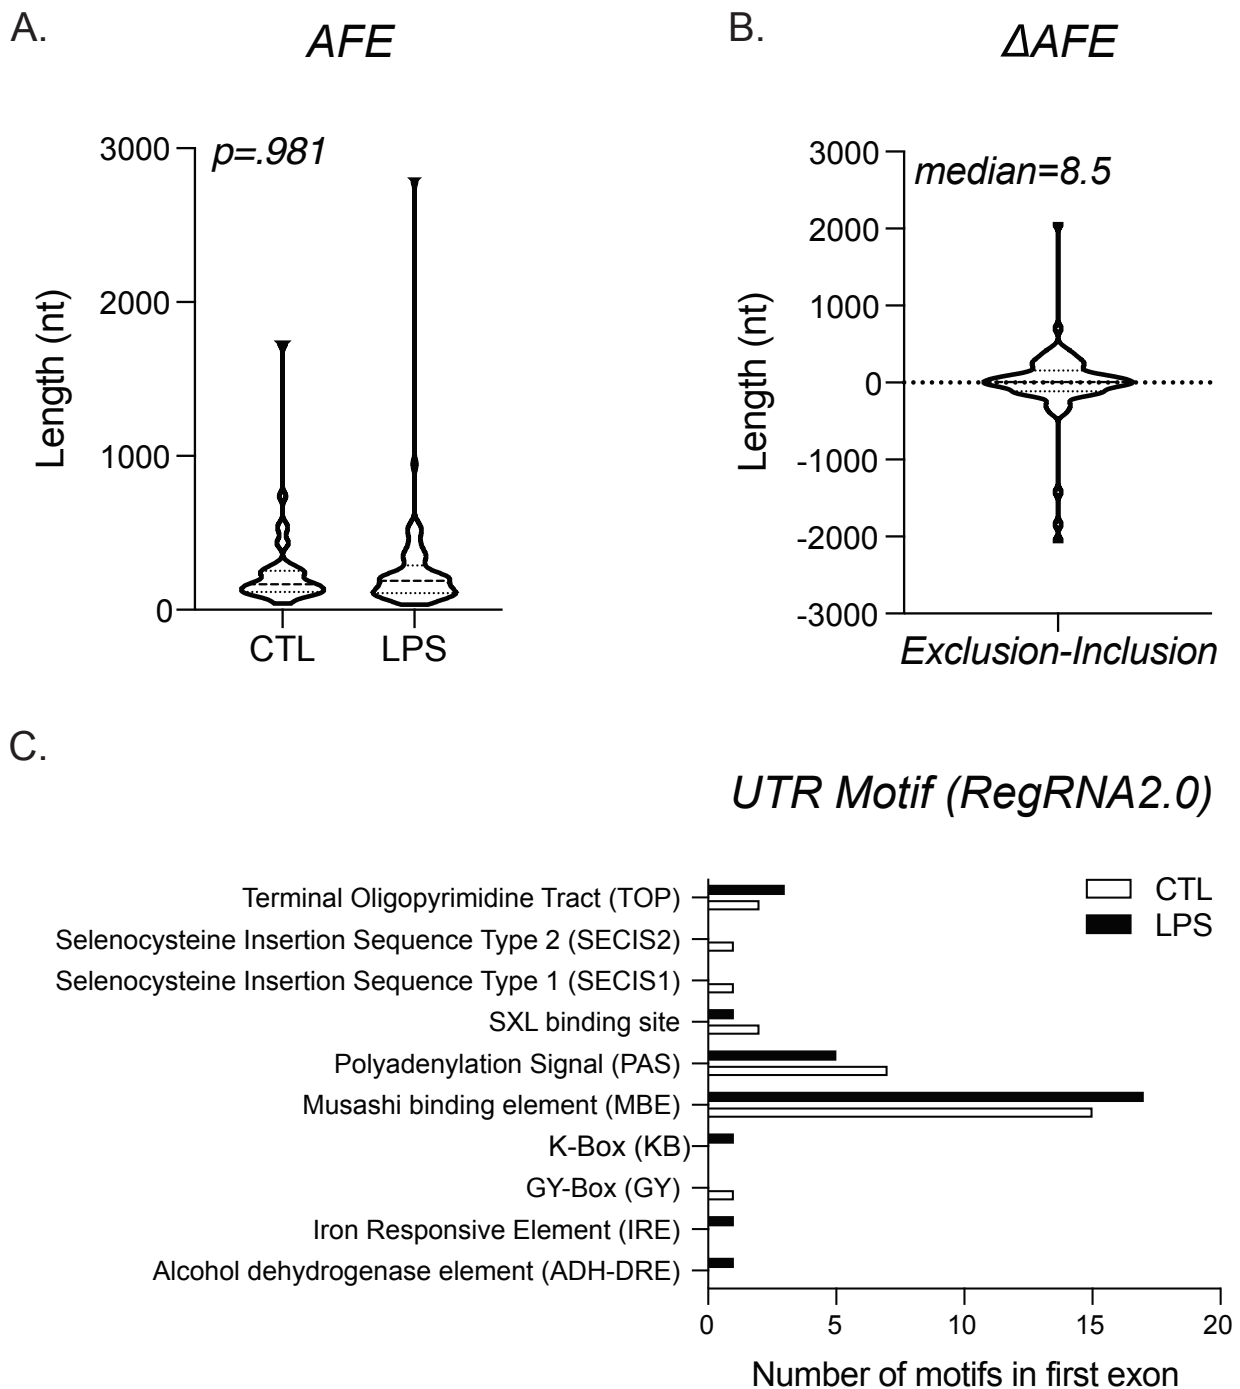 A.
AFE
p=.981
3000
2000
1000
0
Length (nt)
CTL
LPS
B.
ΔAFE
median=8.5
3000
2000
1000
0
-1000
-2000
-3000
Length (nt)
Exclusion-Inclusion
C.
UTR Motif (RegRNA2.0)
CTL
LPS
Terminal Oligopyrimidine Tract (TOP)
Selenocysteine Insertion Sequence Type 2 (SECIS2)
Selenocysteine Insertion Sequence Type 1 (SECIS1)
SXL binding site
Polyadenylation Signal (PAS)
Musashi binding element (MBE)
K-Box (KB)
GY-Box (GY)
Iron Responsive Element (IRE)
Alcohol dehydrogenase element (ADH-DRE)
0 5 10 15 20
Number of motifs in first exon